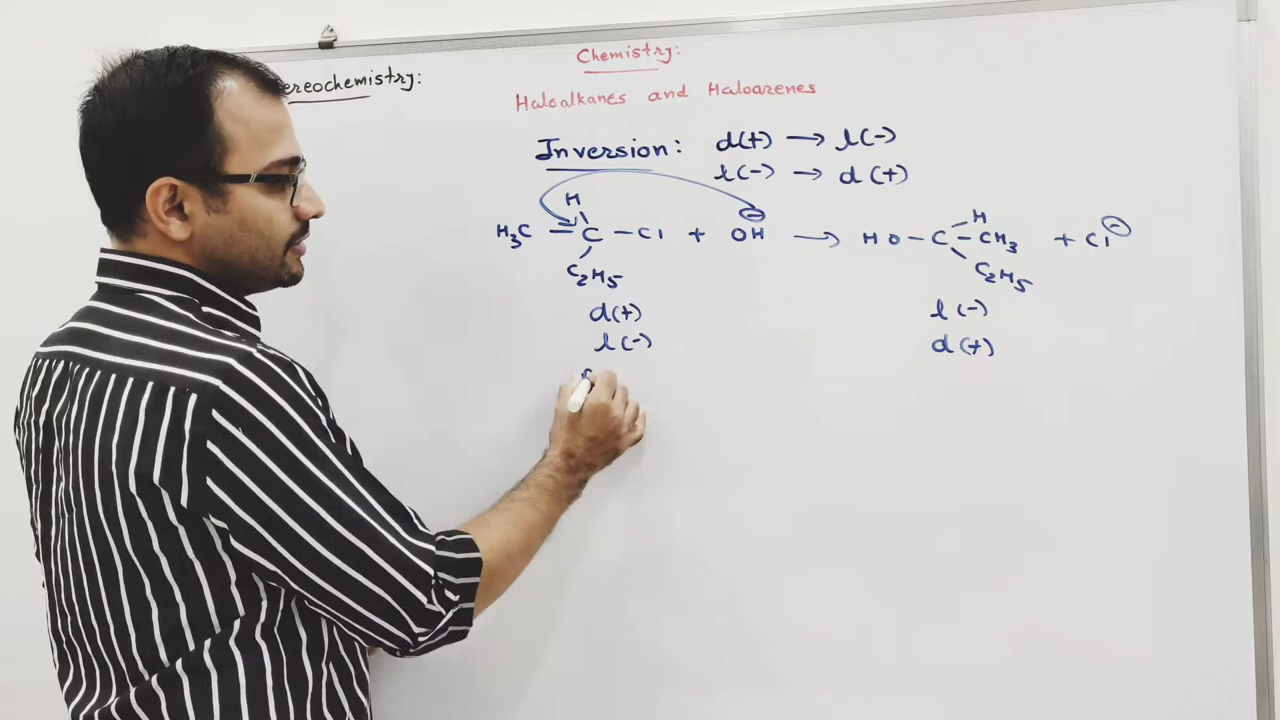 Chemistry:
ereochemistry:
Haloalkanes and Haloarenes
Inversion: d(+) → l(-)
l(-) → d(+)
H H
H₃C - C - Cl + OH⊖ → HO - C - CH₃ + Cl⊖
C₂H₅ C₂H₅
d(+) l(-)
l(-) d(+)